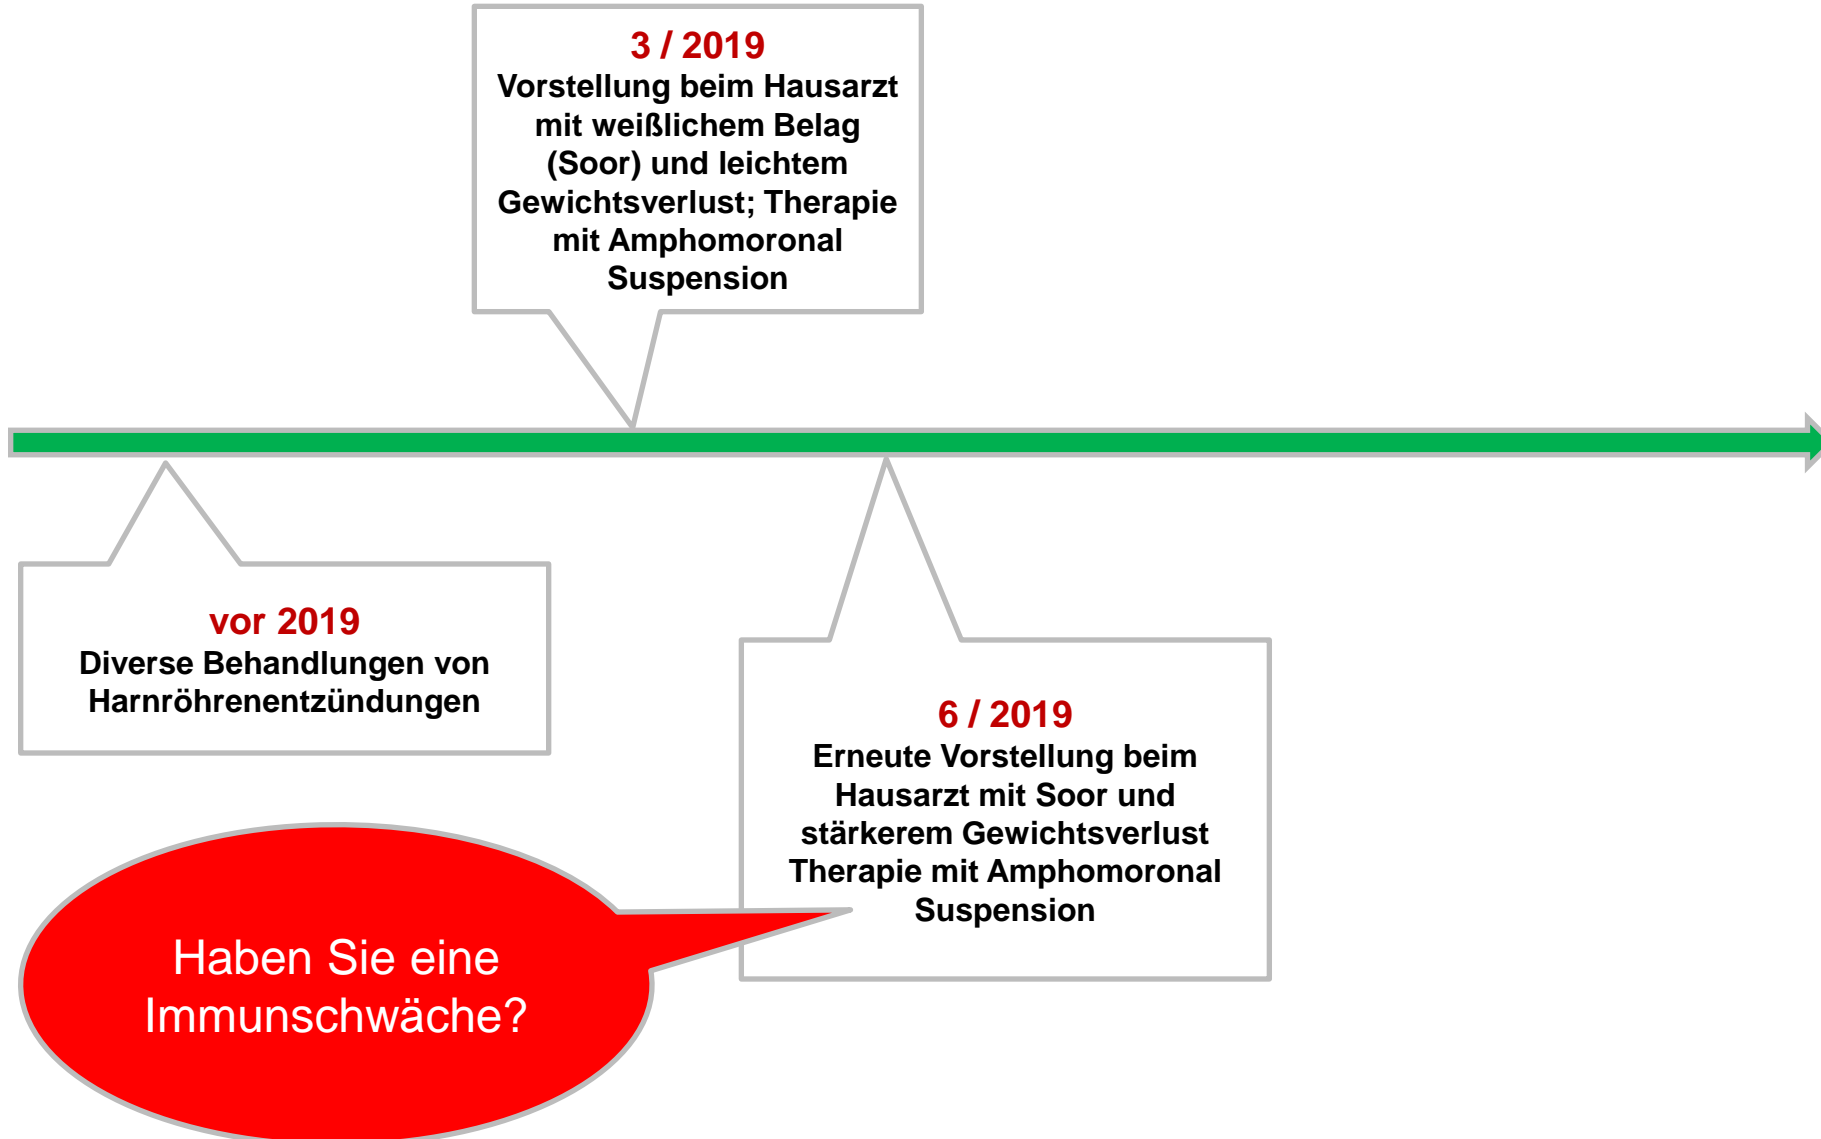 3 / 2019
Vorstellung beim Hausarzt
mit weißlichem Belag
(Soor) und leichtem
Gewichtsverlust; Therapie
mit Amphomoronal
Suspension
vor 2019
Diverse Behandlungen von
Harnröhrenentzündungen
6 / 2019
Erneute Vorstellung beim
Hausarzt mit Soor und
stärkerem Gewichtsverlust
Therapie mit Amphomoronal
Suspension
Haben Sie eine
Immunschwäche?